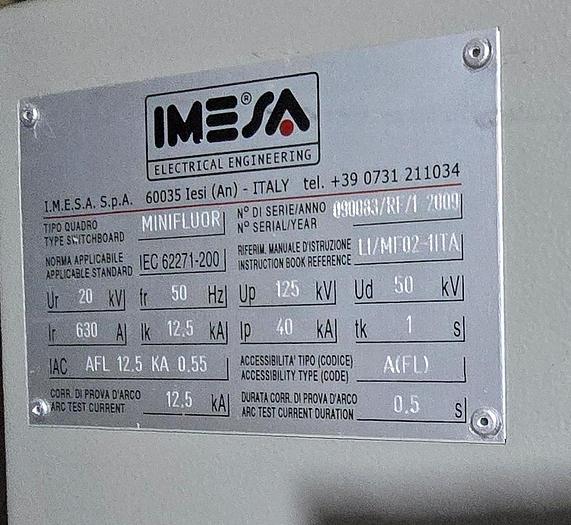 IMESA®
ELECTRICAL ENGINEERING
I.M.E.S.A. S.p.A. 60035 Iesi (An) - ITALY tel. +39 0731 211034
TIPO QUADRO
TYPE SWITCHBOARD MINIFLUOR
N° DI SERIE/ANNO
N° SERIAL/YEAR 090083/RF/1 2009
NORMA APPLICABILE
APPLICABLE STANDARD IEC 62271-200
RIFERIM. MANUALE D'ISTRUZIONE
INSTRUCTION BOOK REFERENCE L1/MF02-1ITA
Ur 20 kV fr 50 Hz Up 125 kV Ud 50 kV
Ir 630 A Ik 12,5 kA Ip 40 kA tk 1 s
IAC AFL 12,5 KA 0,55
ACCESSIBILITA' TIPO (CODICE)
ACCESSIBILITY TYPE (CODE) A(FL)
CORR. DI PROVA D'ARCO
ARC TEST CURRENT 12,5 kA
DURATA CORR. DI PROVA D'ARCO
ARC TEST CURRENT DURATION 0,5 s